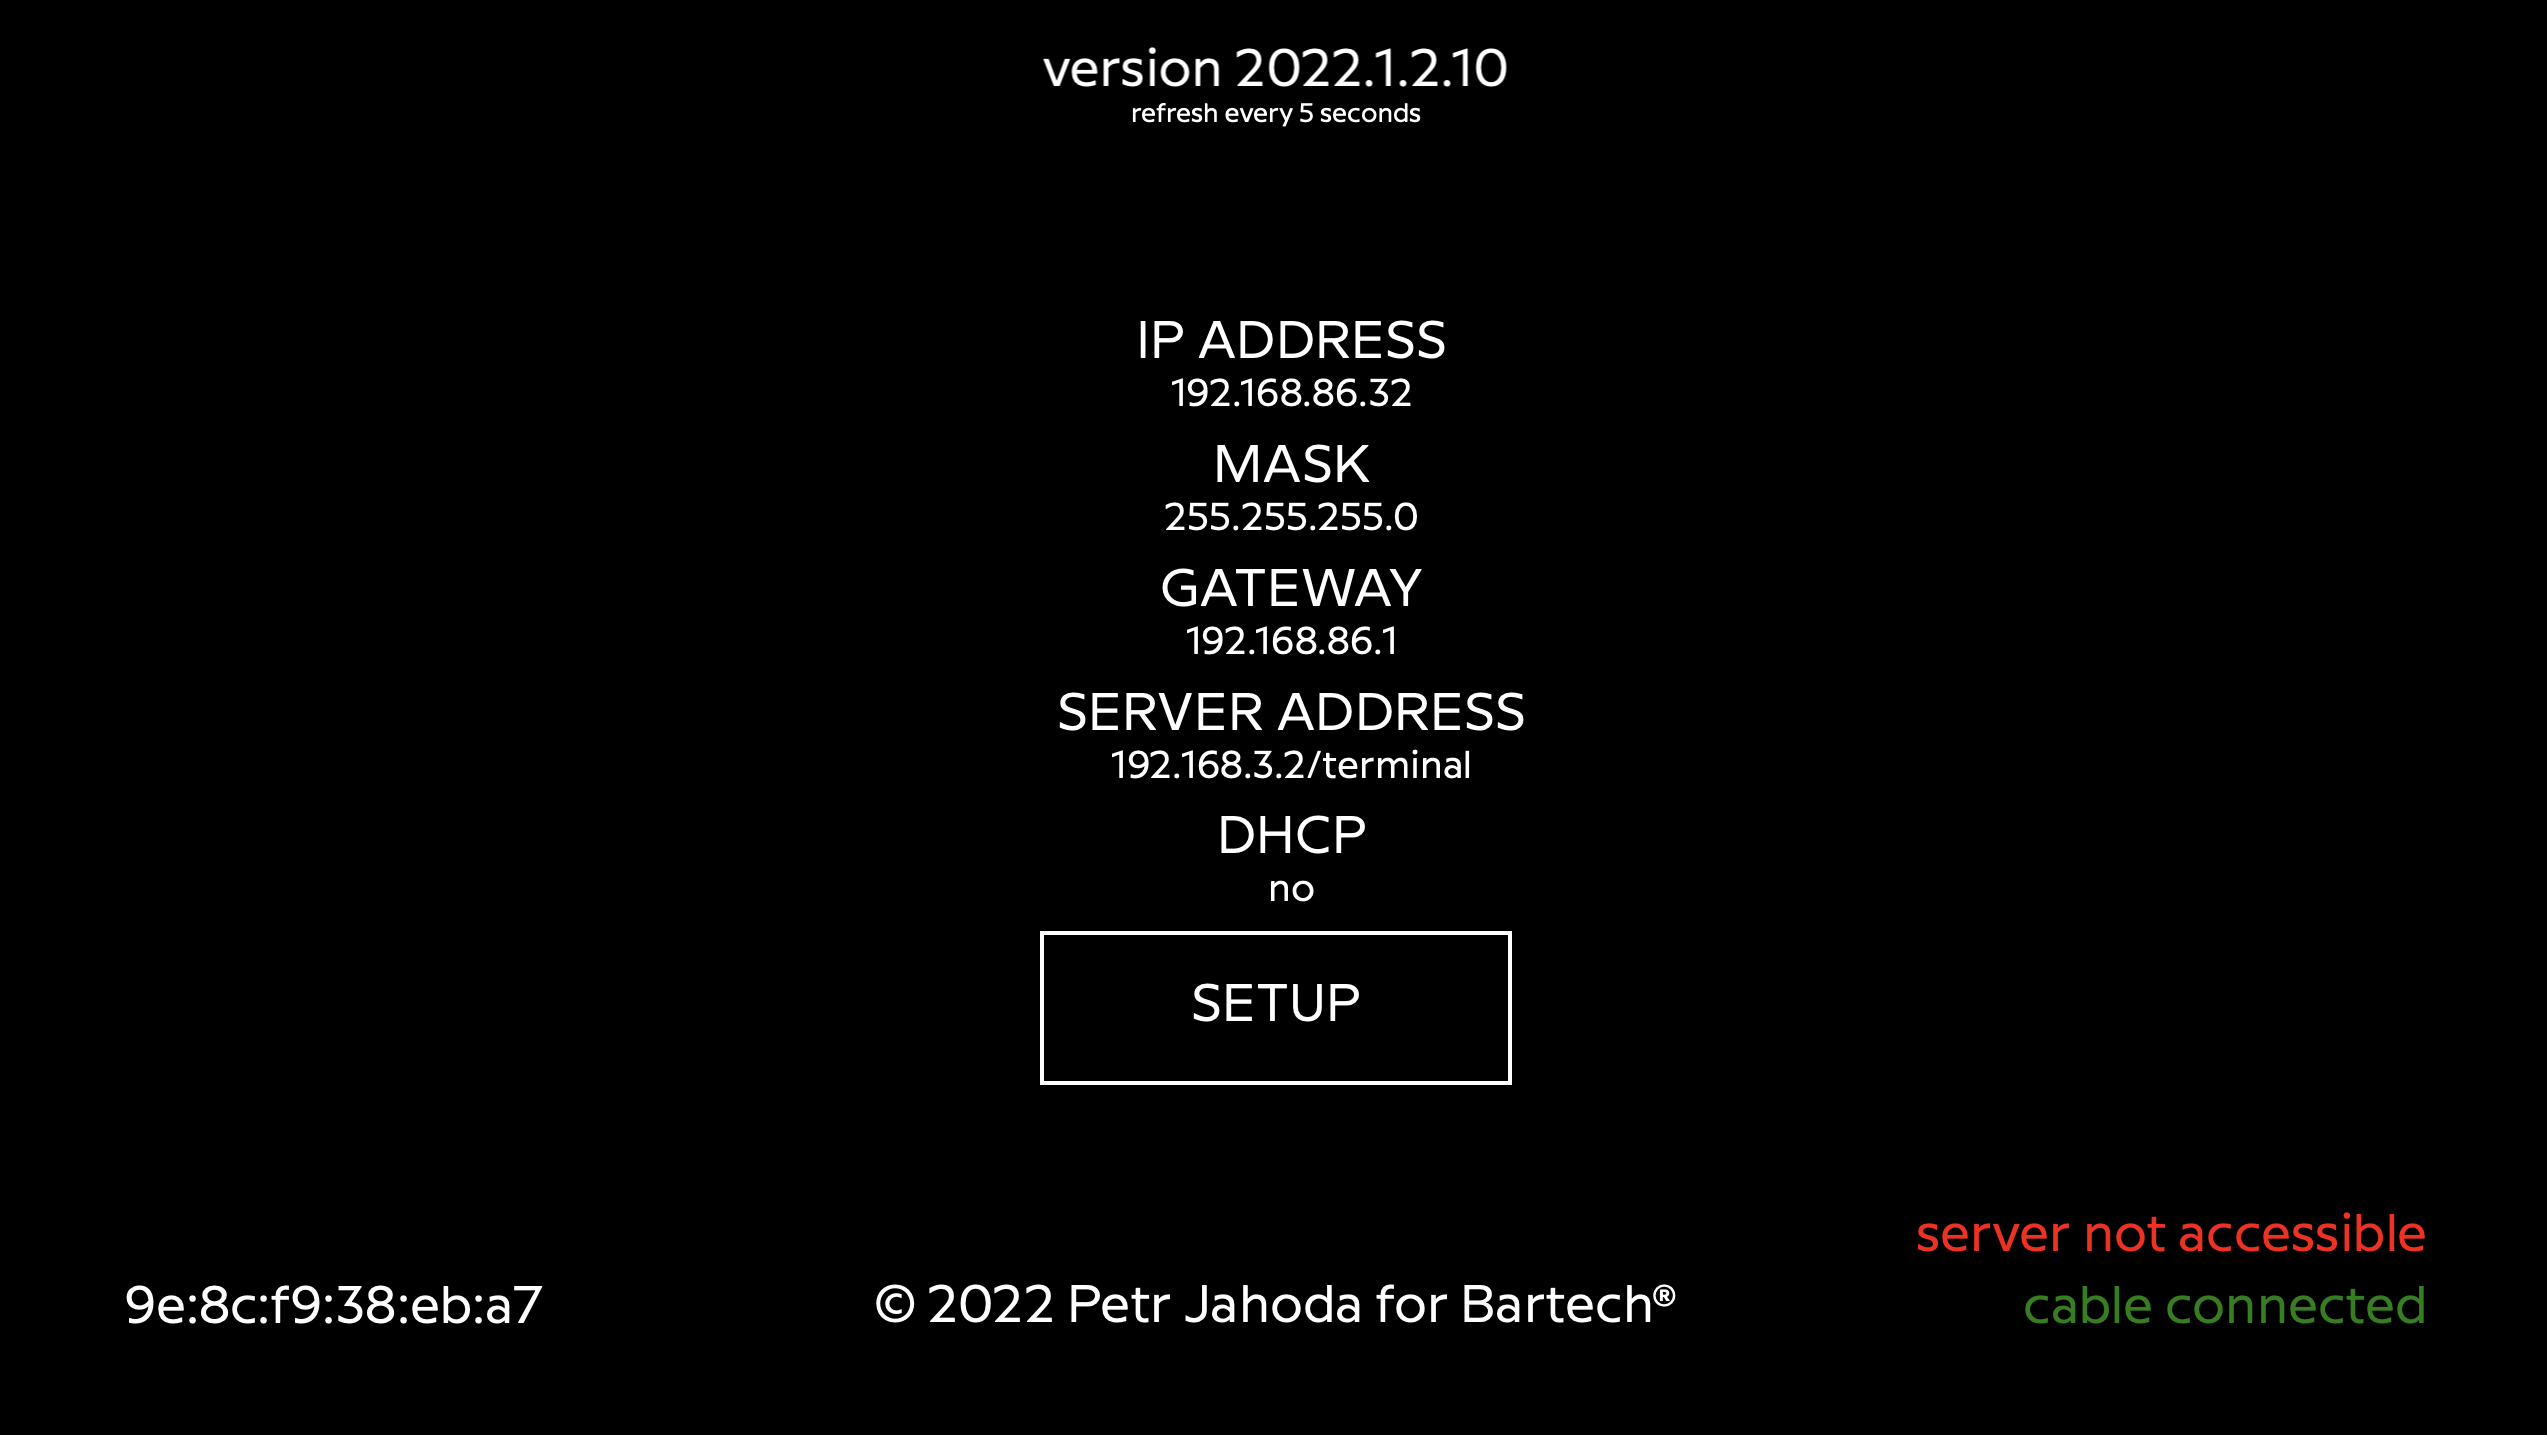 version 2022.1.2.10
refresh every 5 seconds
IP ADDRESS
192.168.86.32
MASK
255.255.255.0
GATEWAY
192.168.86.1
SERVER ADDRESS
192.168.3.2/terminal
DHCP
no
SETUP
server not accessible
9e:8c:f9:38:eb:a7
© 2022 Petr Jahoda for Bartech®
cable connected